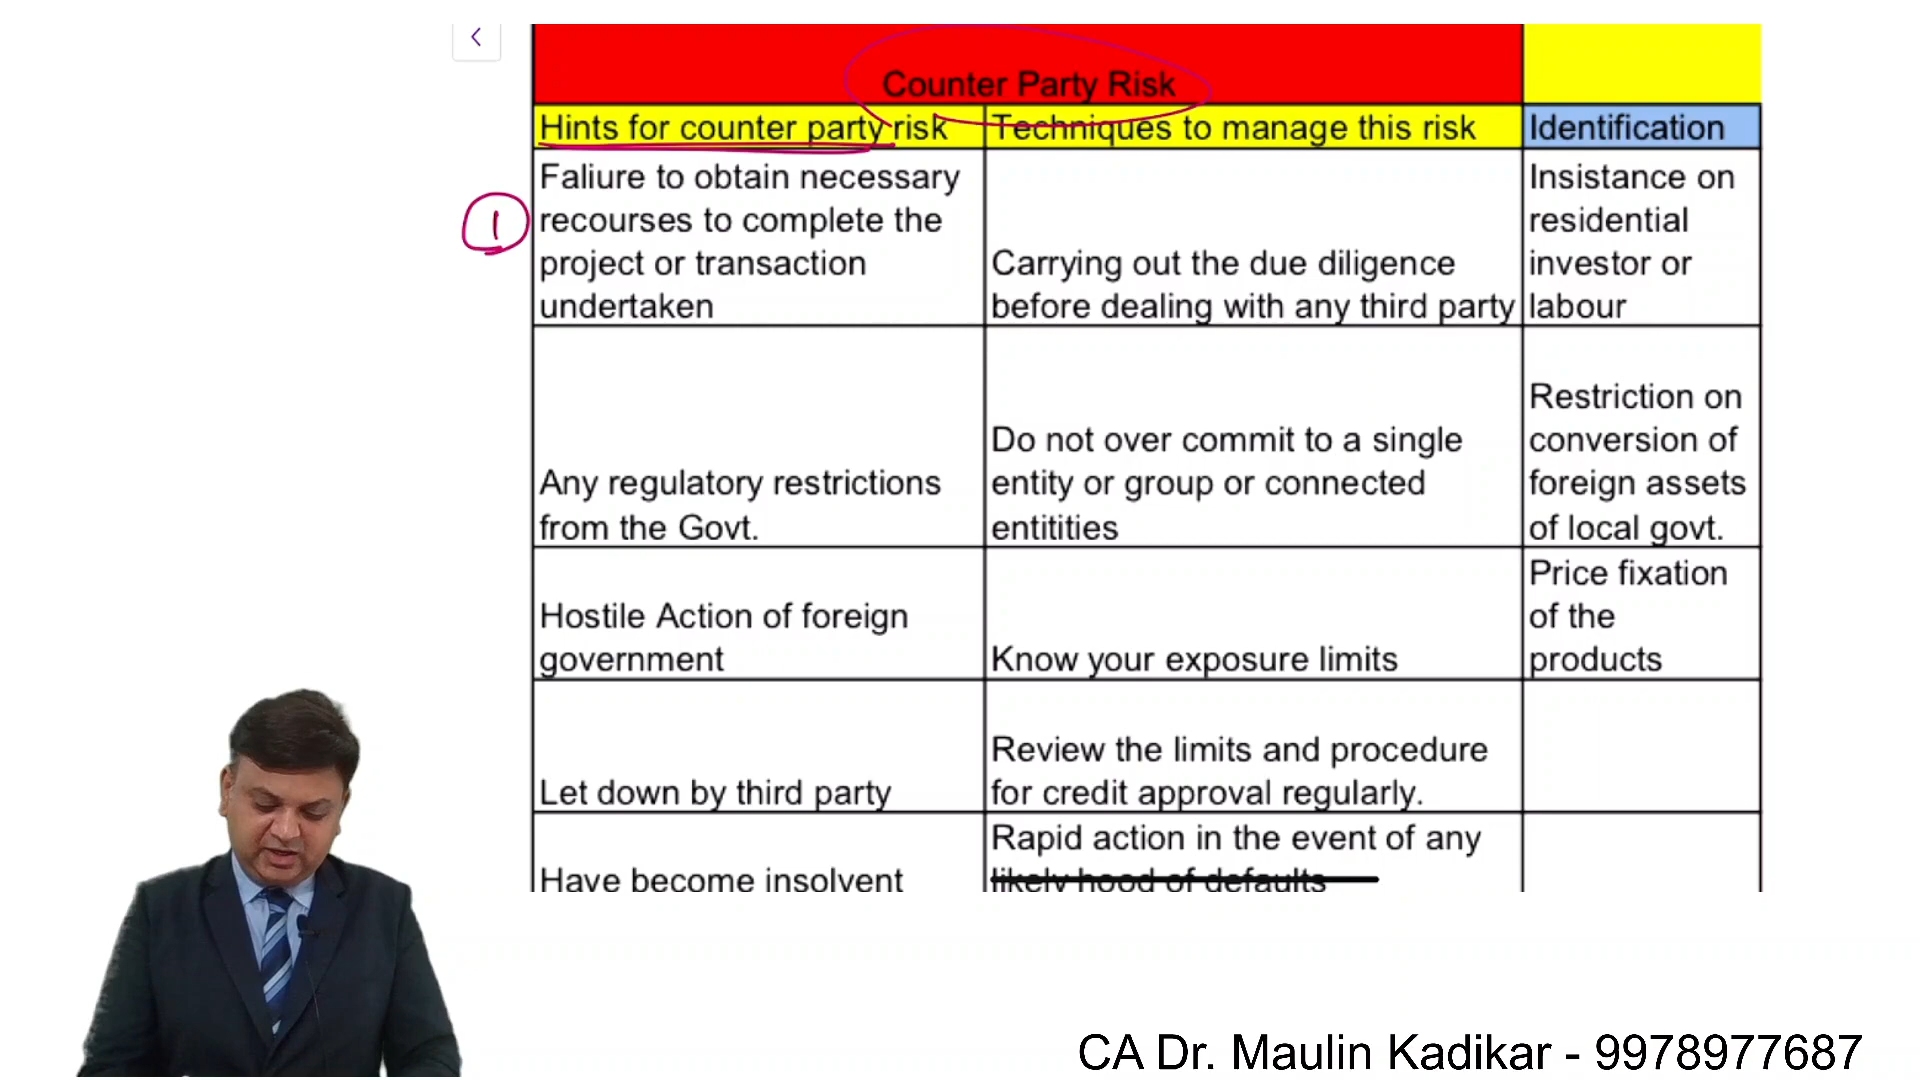 Counter Party Risk
Hints for counter party risk
Techniques to manage this risk
Identification
1
Faliure to obtain necessary
recourses to complete the
project or transaction
undertaken
Carrying out the due diligence
before dealing with any third party
Insistance on
residential
investor or
labour
Any regulatory restrictions
from the Govt.
Do not over commit to a single
entity or group or connected
entitities
Restriction on
conversion of
foreign assets
of local govt.
Hostile Action of foreign
government
Know your exposure limits
Price fixation
of the
products
Let down by third party
Review the limits and procedure
for credit approval regularly.
Have become insolvent
Rapid action in the event of any
likely hood of defaults
CA Dr. Maulin Kadikar - 9978977687